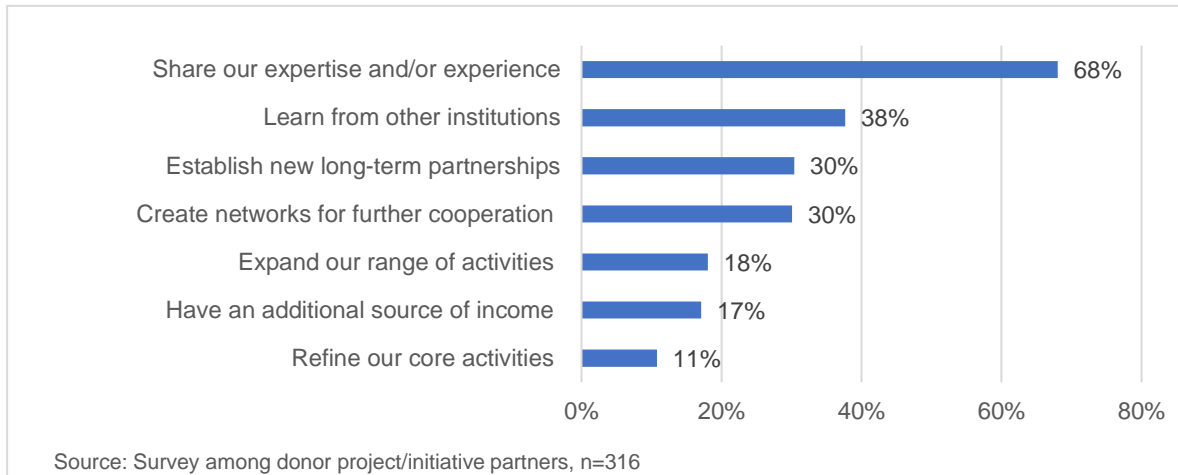 Share our expertise and/or experience 68%
Learn from other institutions 38%
Establish new long-term partnerships 30%
Create networks for further cooperation 30%
Expand our range of activities 18%
Have an additional source of income 17%
Refine our core activities 11%
0% 20% 40% 60% 80%
Source: Survey among donor project/initiative partners, n=316